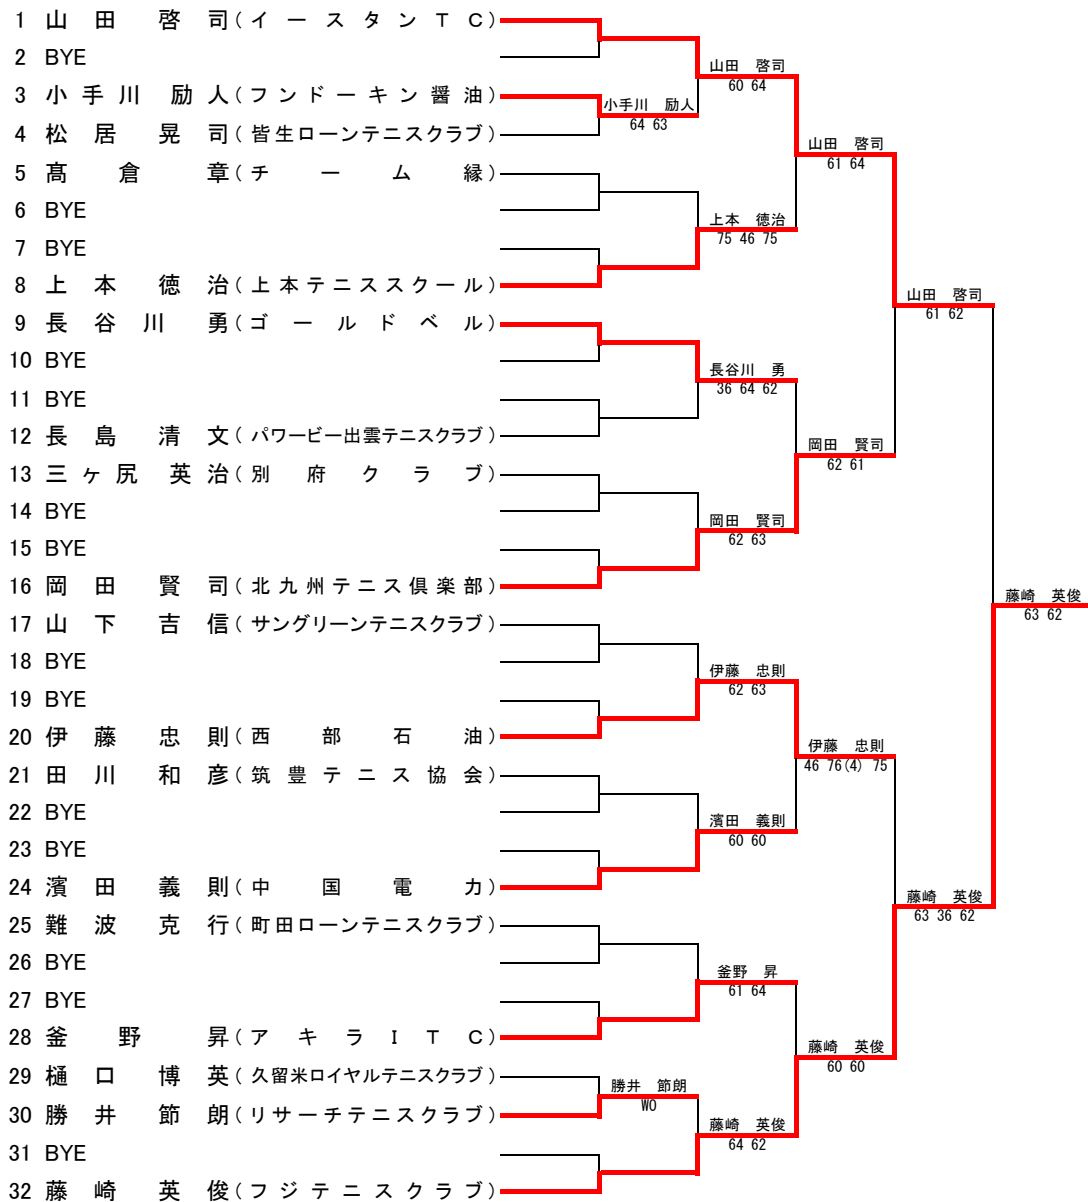 1 山田 啓司(イースタンTC)
2 BYE
3 小手川 励人(フンドーキン醤油)
4 松居 晃司(皆生ローンテニスクラブ)
5 髙倉 章(チーム縁)
6 BYE
7 BYE
8 上本 徳治(上本テニススクール)
9 長谷川 勇(ゴールドベル)
10 BYE
11 BYE
12 長島 清文(パワービー出雲テニスクラブ)
13 三ヶ尻 英治(別府クラブ)
14 BYE
15 BYE
16 岡田 賢司(北九州テニス倶楽部)
17 山下 吉信(サングリーンテニスクラブ)
18 BYE
19 BYE
20 伊藤 忠則(西部石油)
21 田川 和彦(筑豊テニス協会)
22 BYE
23 BYE
24 濱田 義則(中国電力)
25 難波 克行(町田ローンテニスクラブ)
26 BYE
27 BYE
28 釜野 昇(アキラITC)
29 樋口 博英(久留米ロイヤルテニスクラブ)
30 勝井 節朗(リサーチテニスクラブ)
31 BYE
32 藤崎 英俊(フジテニスクラブ)
小手川 励人
64 63
勝井 節朗
WO
山田 啓司
60 64
上本 徳治
75 46 75
長谷川 勇
36 64 62
岡田 賢司
62 63
伊藤 忠則
62 63
濱田 義則
60 60
釜野 昇
61 64
藤崎 英俊
64 62
山田 啓司
61 64
岡田 賢司
62 61
伊藤 忠則
46 76(4) 75
藤崎 英俊
60 60
山田 啓司
61 62
藤崎 英俊
63 36 62
藤崎 英俊
63 62